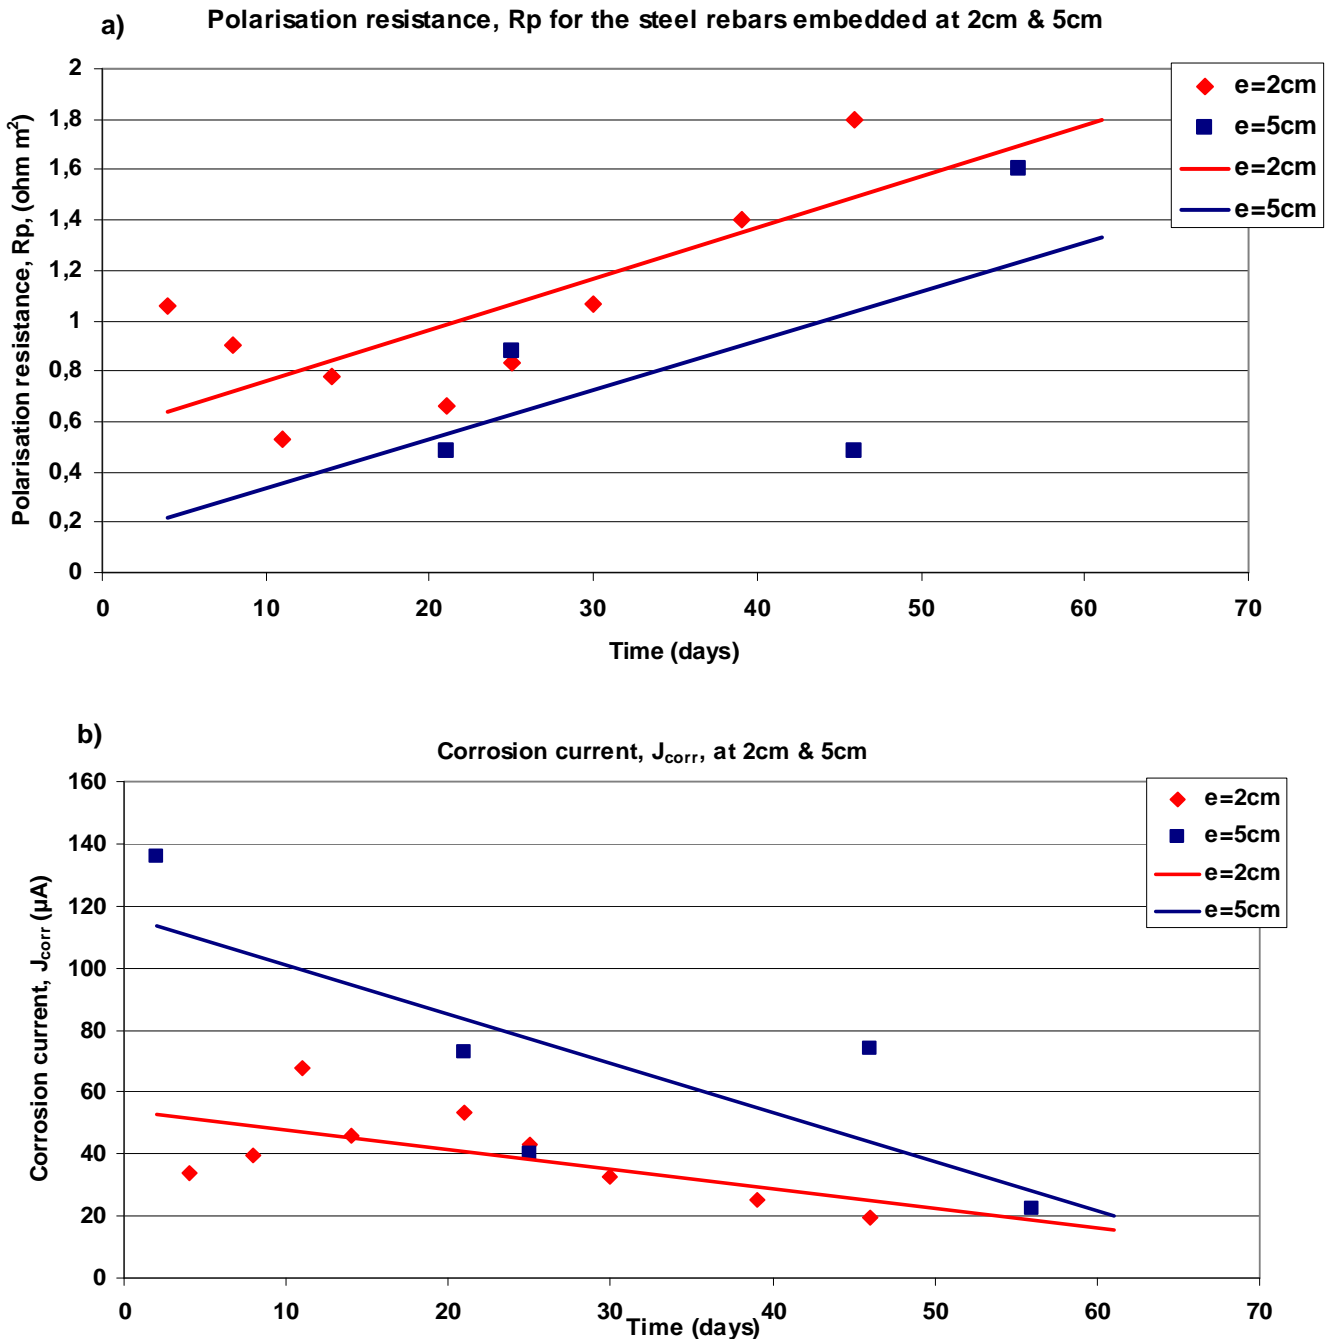 a)
Polarisation resistance, Rp for the steel rebars embedded at 2cm & 5cm
Polarisation resistance, Rp, (ohm m²)
2
1,8
1,6
1,4
1,2
1
0,8
0,6
0,4
0,2
0
0 10 20 30 40 50 60 70
Time (days)
e=2cm
e=5cm
e=2cm
e=5cm
b)
Corrosion current, Jcorr, at 2cm & 5cm
Corrosion current, Jcorr (µA)
160
140
120
100
80
60
40
20
0
0 10 20 30 40 50 60 70
Time (days)
e=2cm
e=5cm
e=2cm
e=5cm